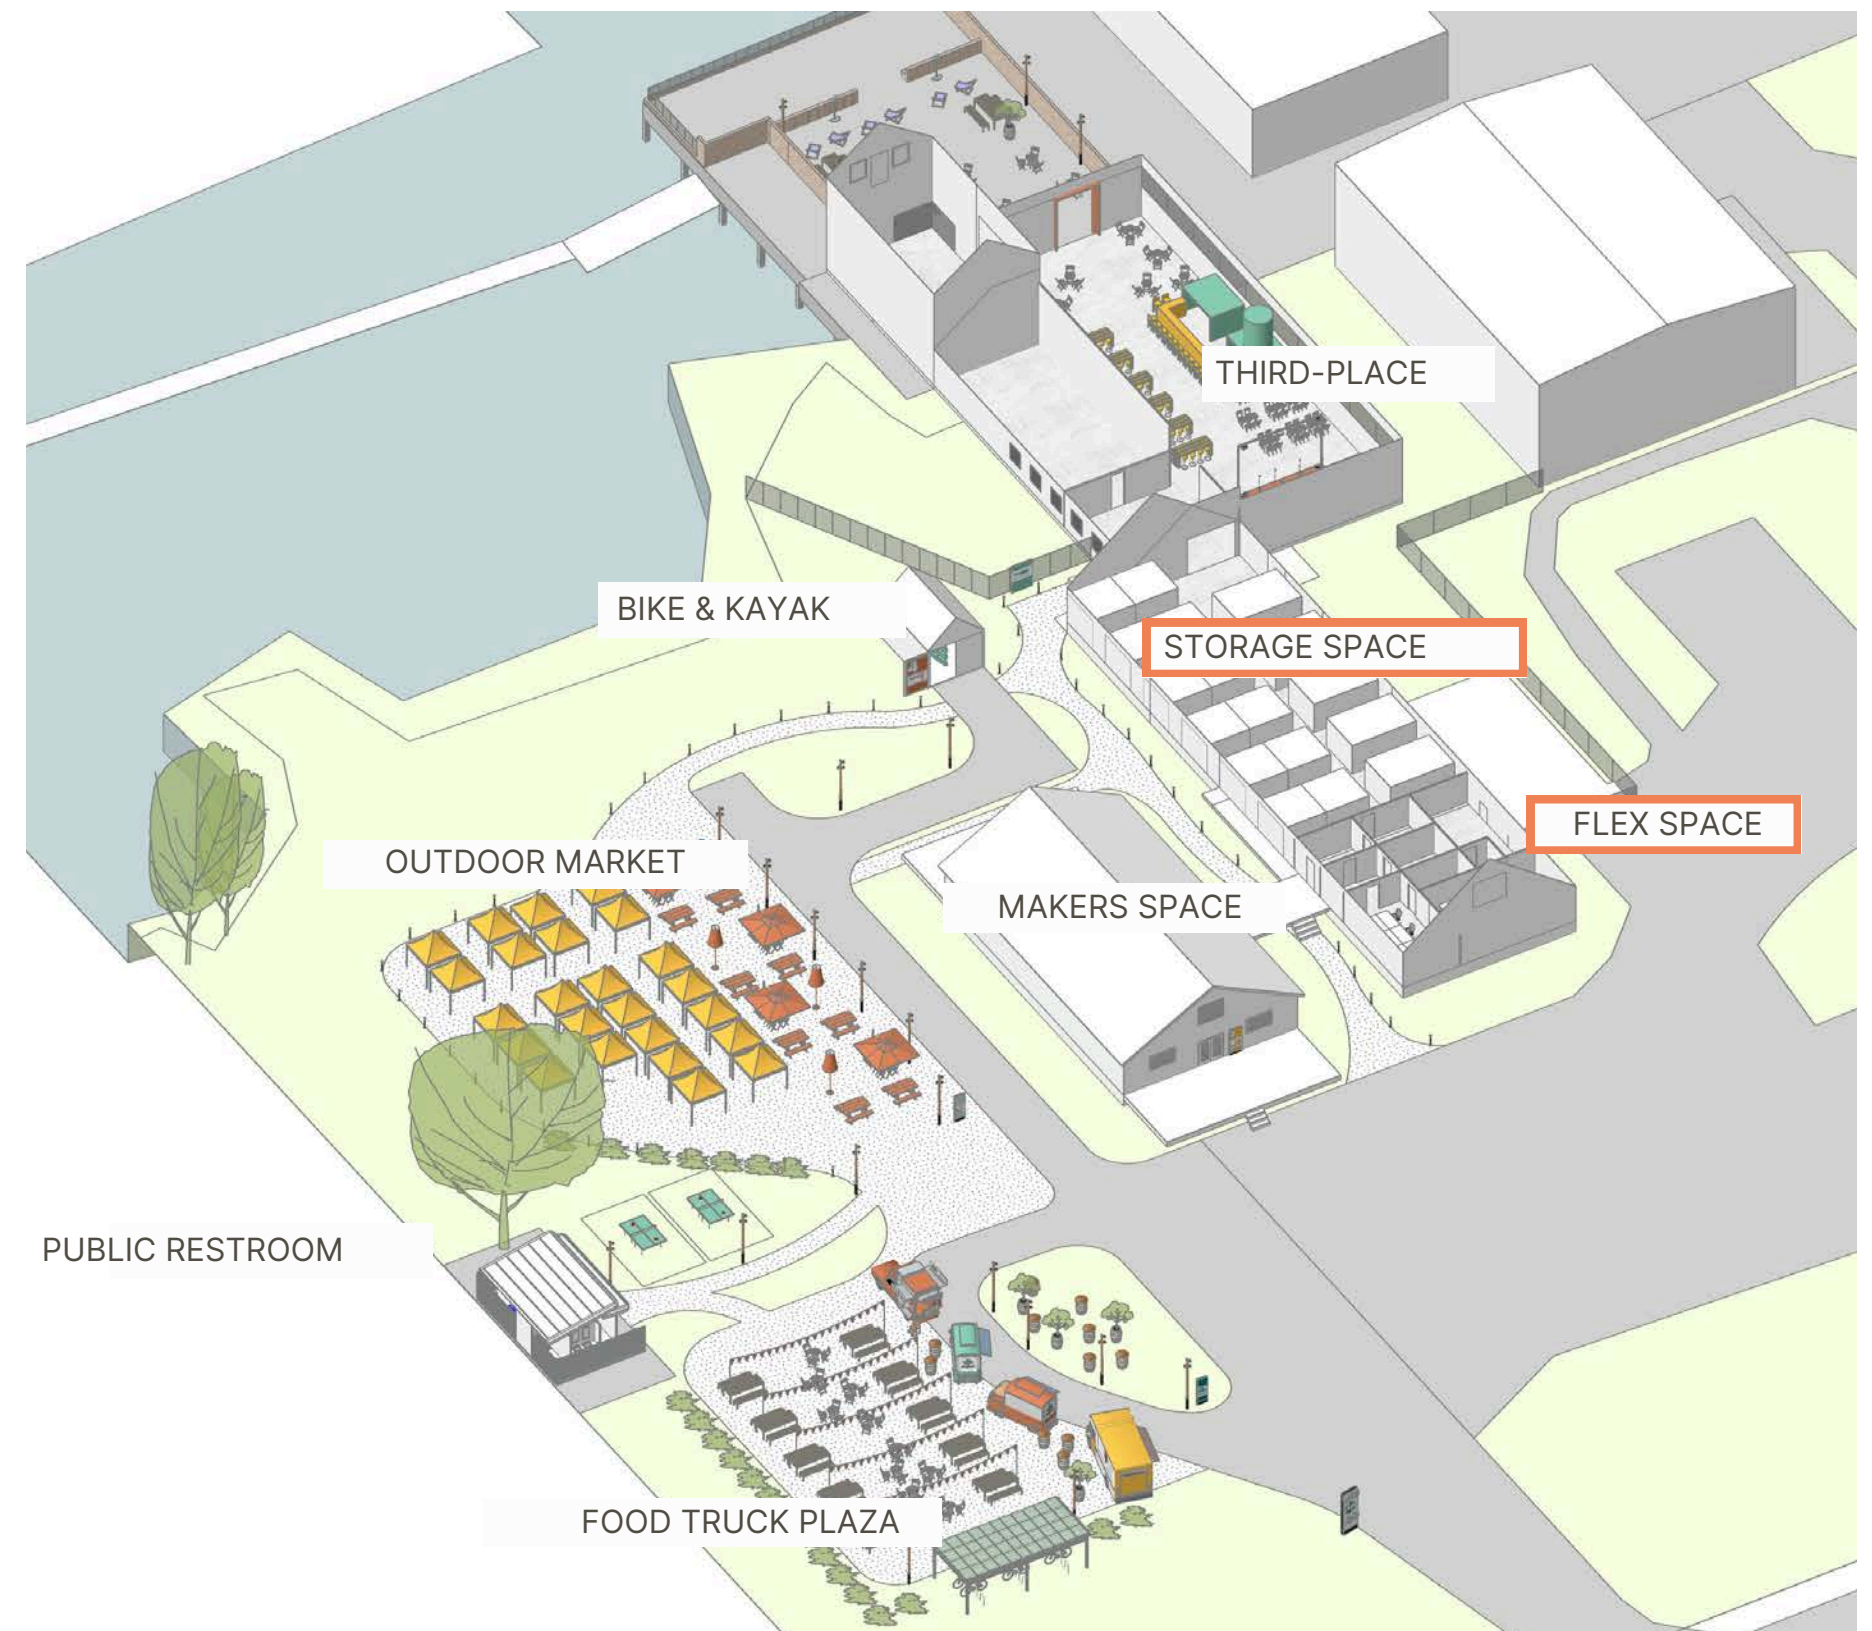 THIRD-PLACE
BIKE & KAYAK
STORAGE SPACE
FLEX SPACE
OUTDOOR MARKET
MAKERS SPACE
PUBLIC RESTROOM
FOOD TRUCK PLAZA